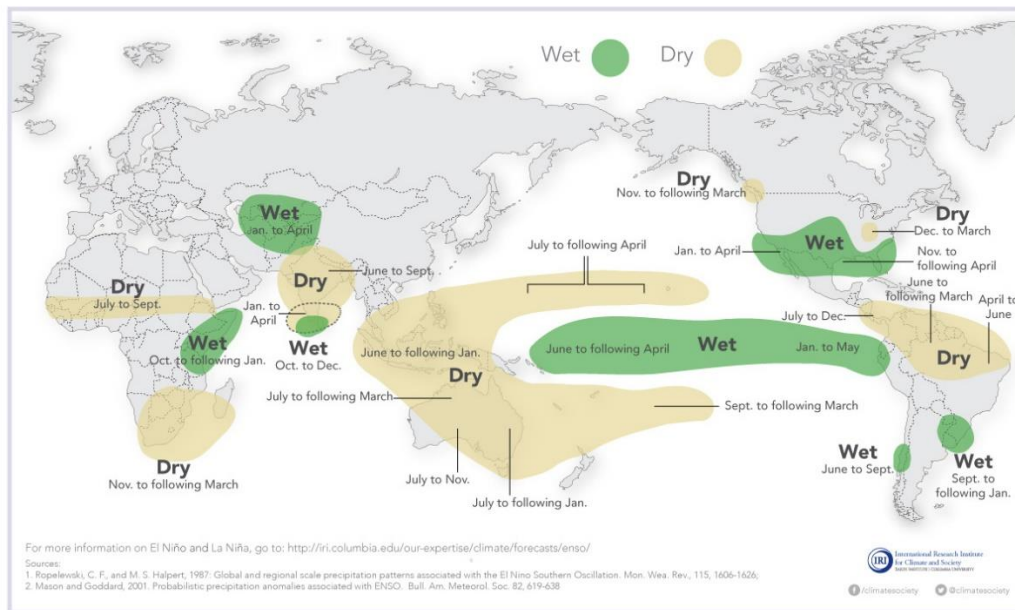 Wet
Dry
Dry
Nov. to following March
Wet
Jan. to April
Dry
Dec. to March
July to following April
Jan. to April
Wet
Nov. to
following April
June to Sept.
Dry
Dry
July to Sept.
Jan. to
April
June to
following March
April to
June
July to Dec.
Wet
Oct. to following Jan.
Wet
Oct. to Dec.
June to following Jan.
Dry
June to following April
Wet
Jan. to May
Dry
July to following March
Sept. to following March
Dry
Nov. to following March
July to Nov.
July to following Jan.
Wet
June to Sept.
Wet
Sept. to
following Jan.
For more information on El Niño and La Niña, go to: http://iri.columbia.edu/our-expertise/climate/forecasts/enso/
Sources:
1. Ropelewski, C. F., and M. S. Halpert, 1987: Global and regional scale precipitation patterns associated with the El Nino Southern Oscillation. Mon. Wea. Rev., 115, 1606-1626;
2. Mason and Goddard, 2001. Probabilistic precipitation anomalies associated with ENSO. Bull. Am. Meteorol. Soc. 82, 619-638
IRI
International Research Institute
for Climate and Society
EARTH INSTITUTE | COLUMBIA UNIVERSITY
/climatesociety
@climatesociety